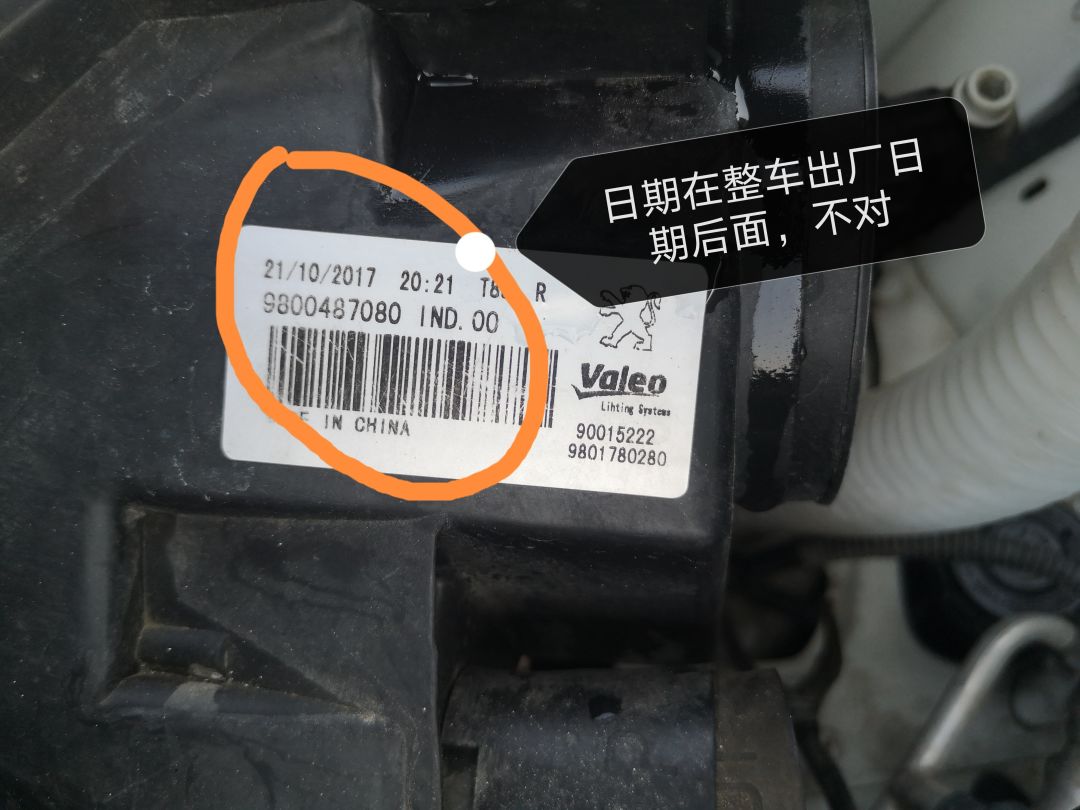 日期在整车出厂日
期后面，不对
21/10/2017 20:21 R
9800487080 IND.00
IN CHINA
Valeo
Lihting Systems
90015222
9801780280